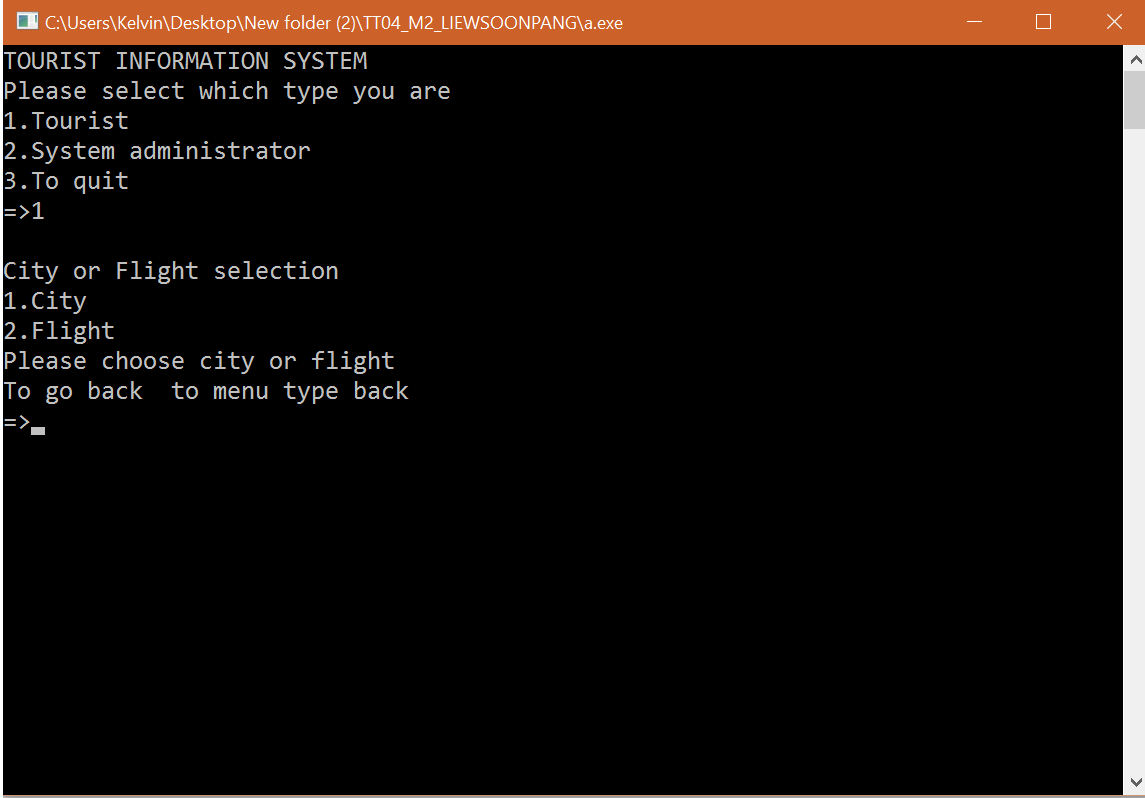 C:\Users\Kelvin\Desktop\New folder (2)\TT04_M2_LIEWSOONPANG\a.exe
TOURIST INFORMATION SYSTEM
Please select which type you are
1.Tourist
2.System administrator
3.To quit
=>1

City or Flight selection
1.City
2.Flight
Please choose city or flight
To go back  to menu type back
=>